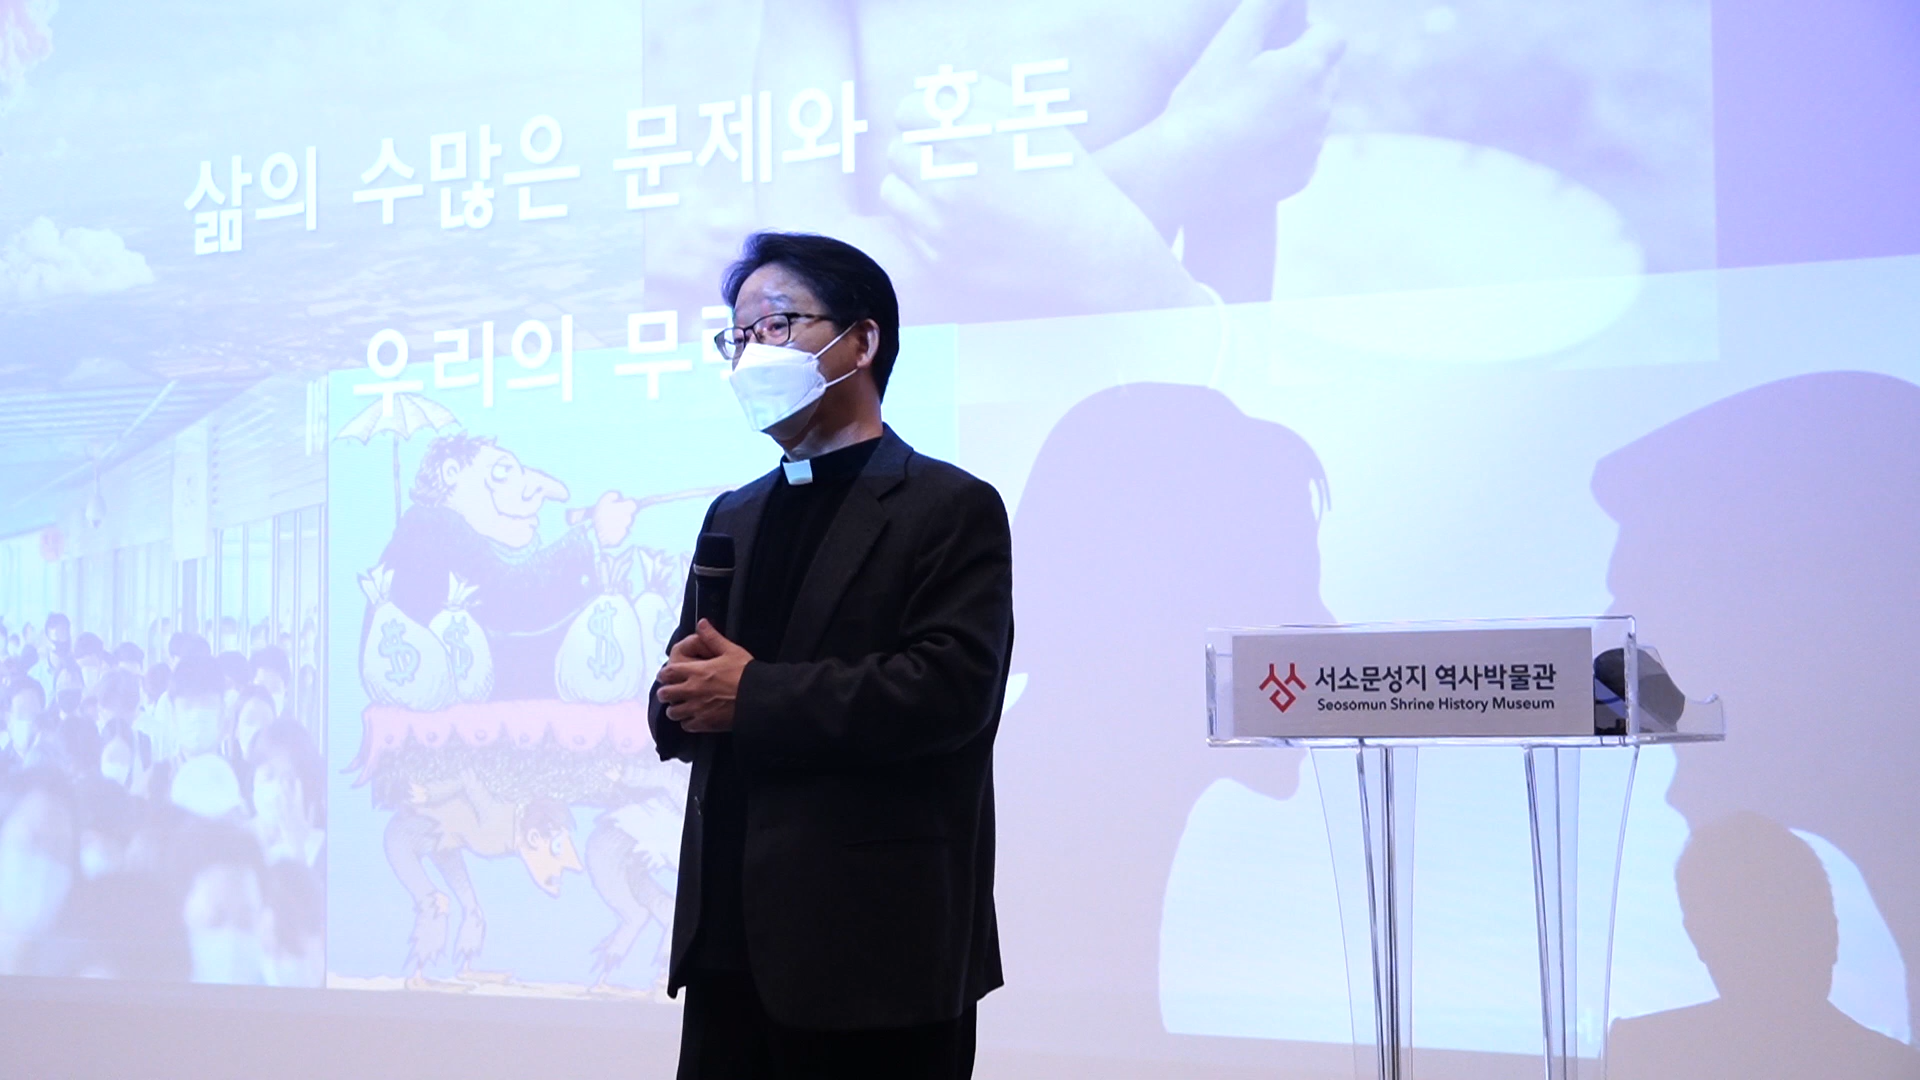 삶의 수많은 문제와 혼돈
우리의
서소문성지 역사박물관
Seosomun Shrine History Museum
$ $ $